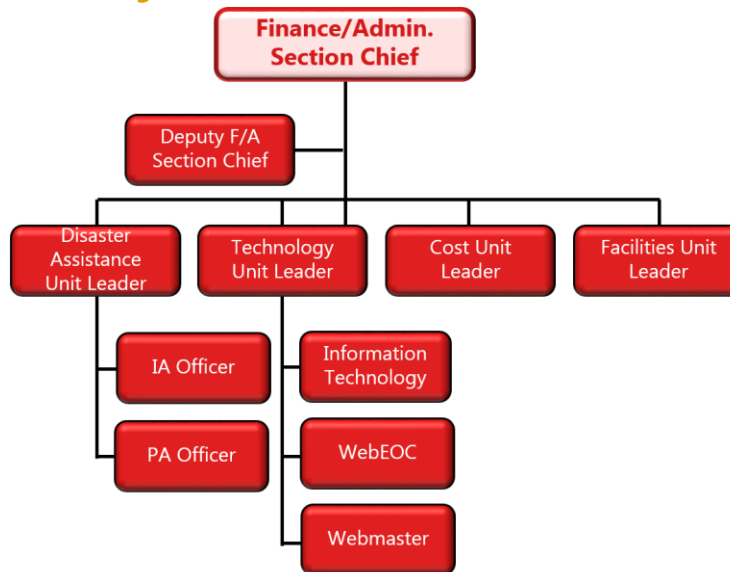 Finance/Admin.
Section Chief
Deputy F/A
Section Chief
Disaster
Assistance
Unit Leader
Technology
Unit Leader
Cost Unit
Leader
Facilities Unit
Leader
IA Officer
Information
Technology
PA Officer
WebEOC
Webmaster